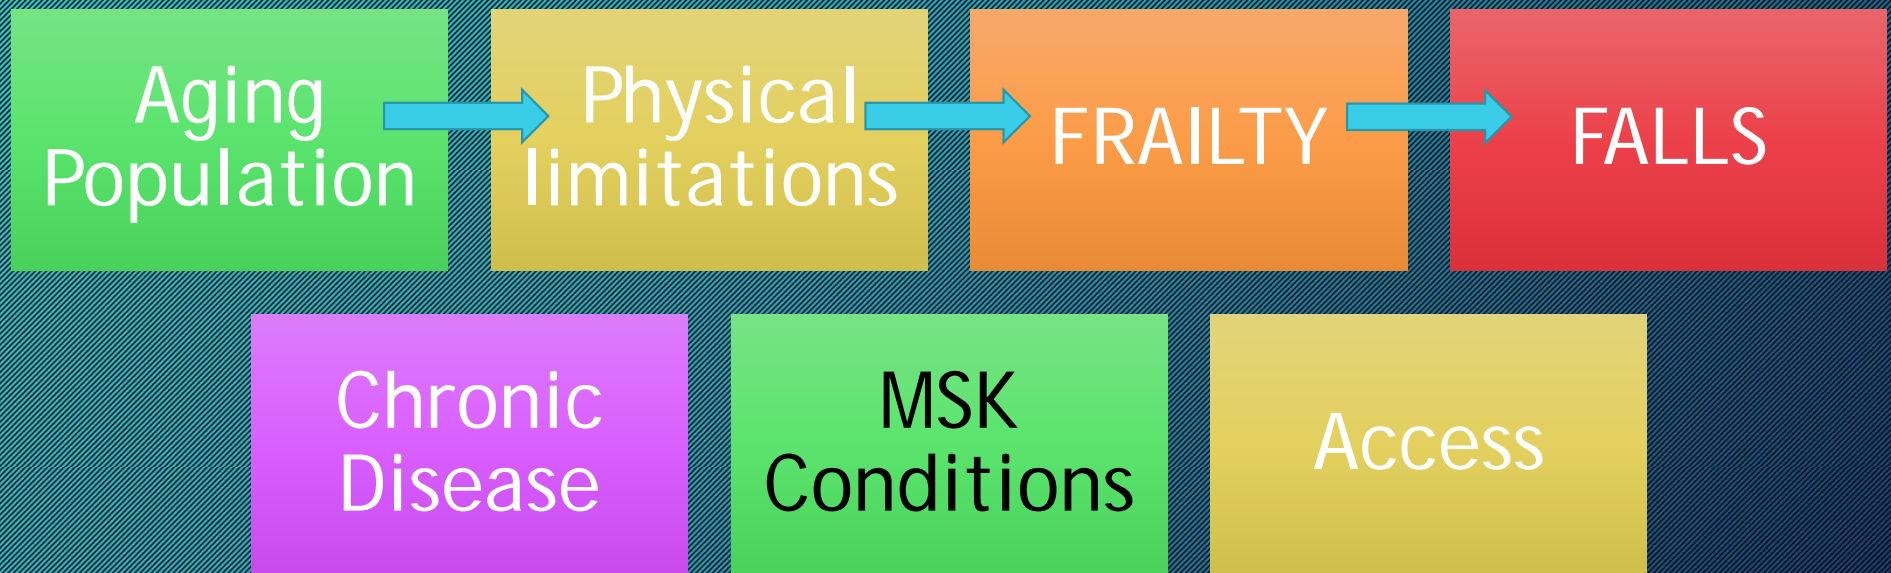 Aging
Population
Physical
limitations
FRAILTY
FALLS
Chronic
Disease
MSK
Conditions
Access